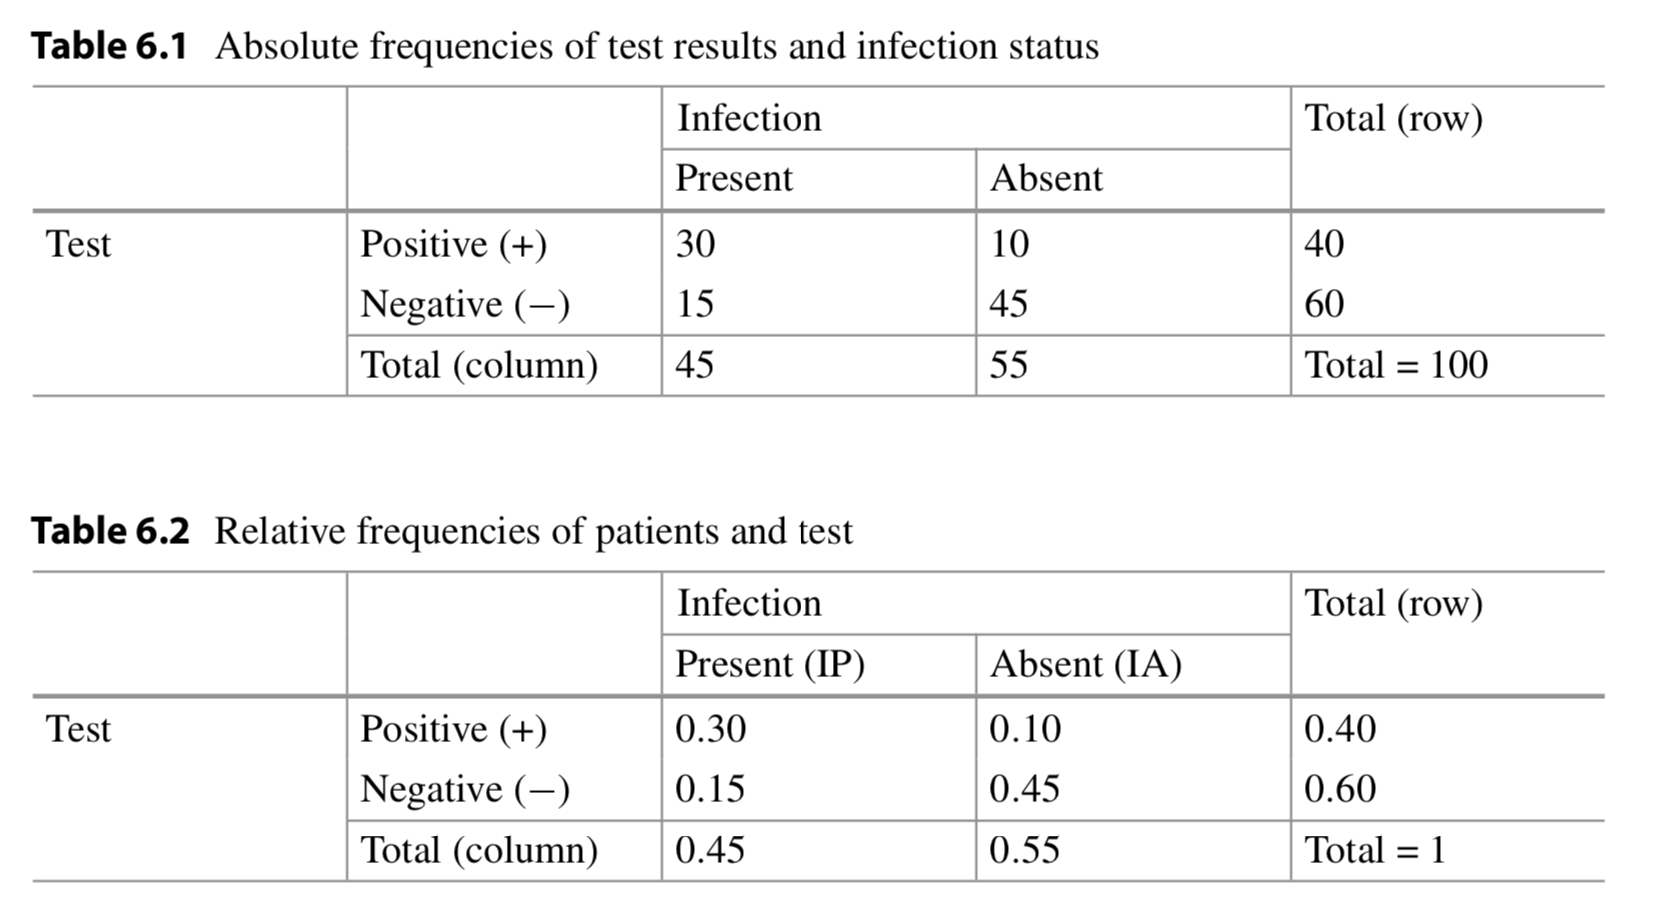 Table 6.1 Absolute frequencies of test results and infection status
Infection Total (row)
Present Absent
Test Positive (+) 30 10 40
Negative (−) 15 45 60
Total (column) 45 55 Total = 100
Table 6.2 Relative frequencies of patients and test
Infection Total (row)
Present (IP) Absent (IA)
Test Positive (+) 0.30 0.10 0.40
Negative (−) 0.15 0.45 0.60
Total (column) 0.45 0.55 Total = 1